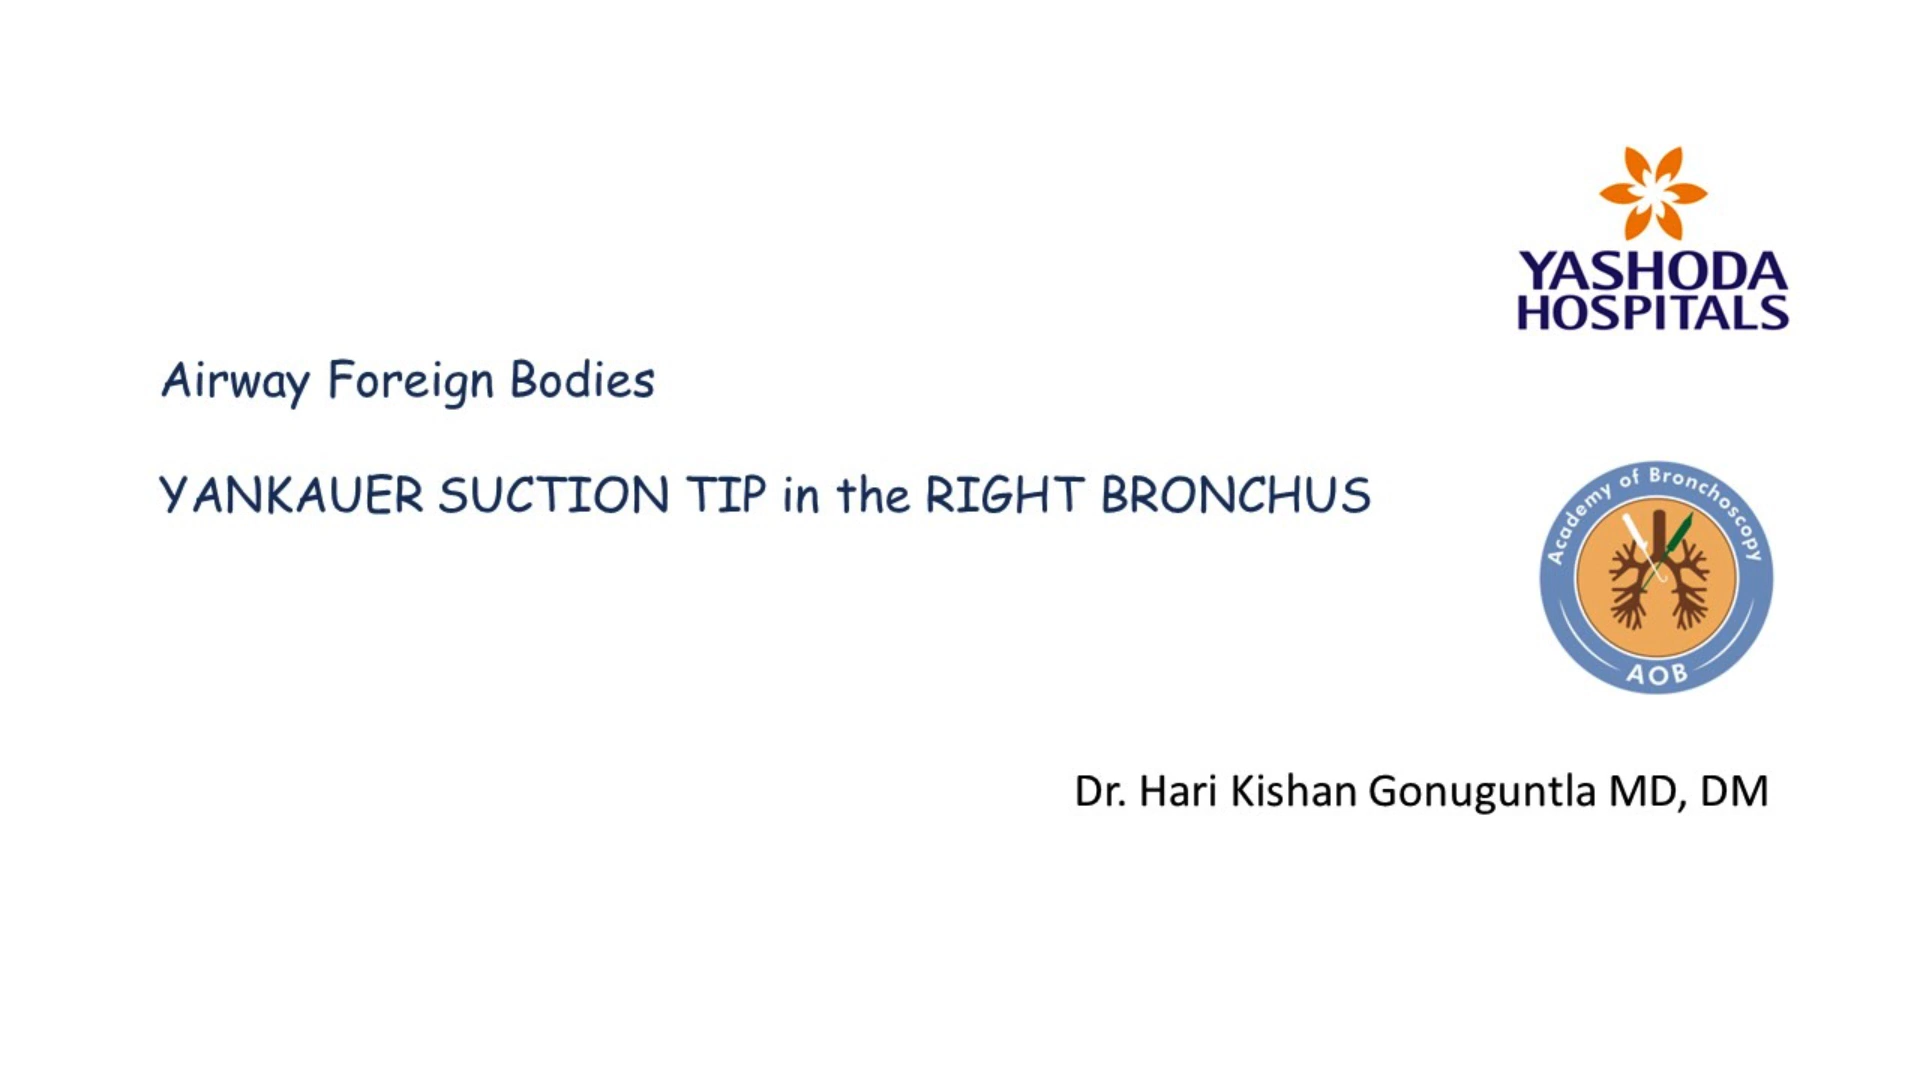 YASHODA
HOSPITALS
Airway Foreign Bodies
YANKAUER SUCTION TIP in the RIGHT BRONCHUS
Academy of Bronchoscopy
AOB
Dr. Hari Kishan Gonuguntla MD, DM